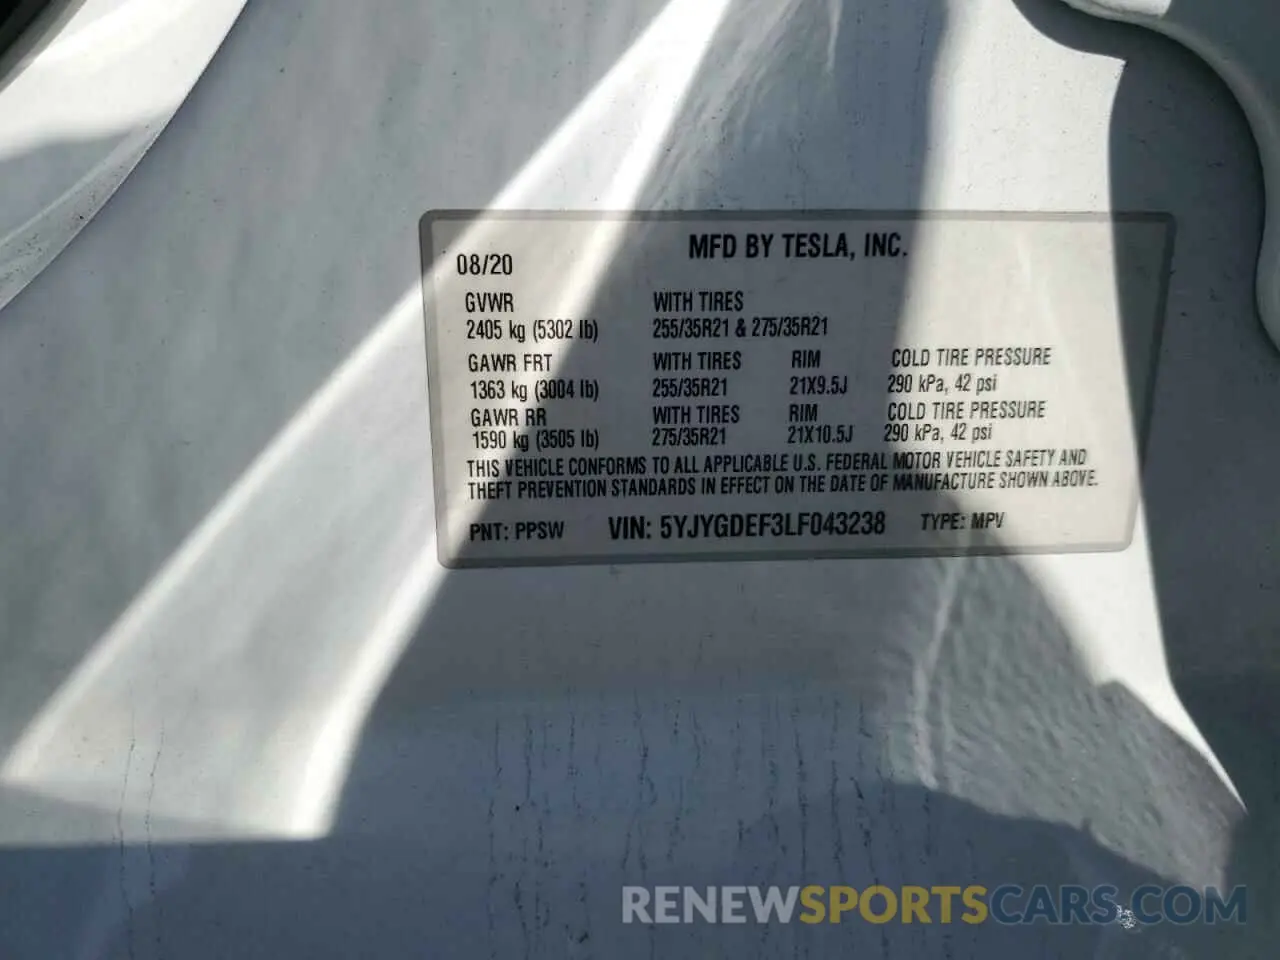 MFD BY TESLA, INC.
08/20
GVWR WITH TIRES
2405 kg (5302 lb) 255/35R21 & 275/35R21
GAWR FRT WITH TIRES RIM COLD TIRE PRESSURE
1363 kg (3004 lb) 255/35R21 21X9.5J 290 kPa, 42 psi
GAWR RR WITH TIRES RIM COLD TIRE PRESSURE
1590 kg (3505 lb) 275/35R21 21X10.5J 290 kPa, 42 psi
THIS VEHICLE CONFORMS TO ALL APPLICABLE U.S. FEDERAL MOTOR VEHICLE SAFETY AND
THEFT PREVENTION STANDARDS IN EFFECT ON THE DATE OF MANUFACTURE SHOWN ABOVE.
PNT: PPSW VIN: 5YJYGDEF3LF043238 TYPE: MPV
RENEWSPORTSCARS.COM